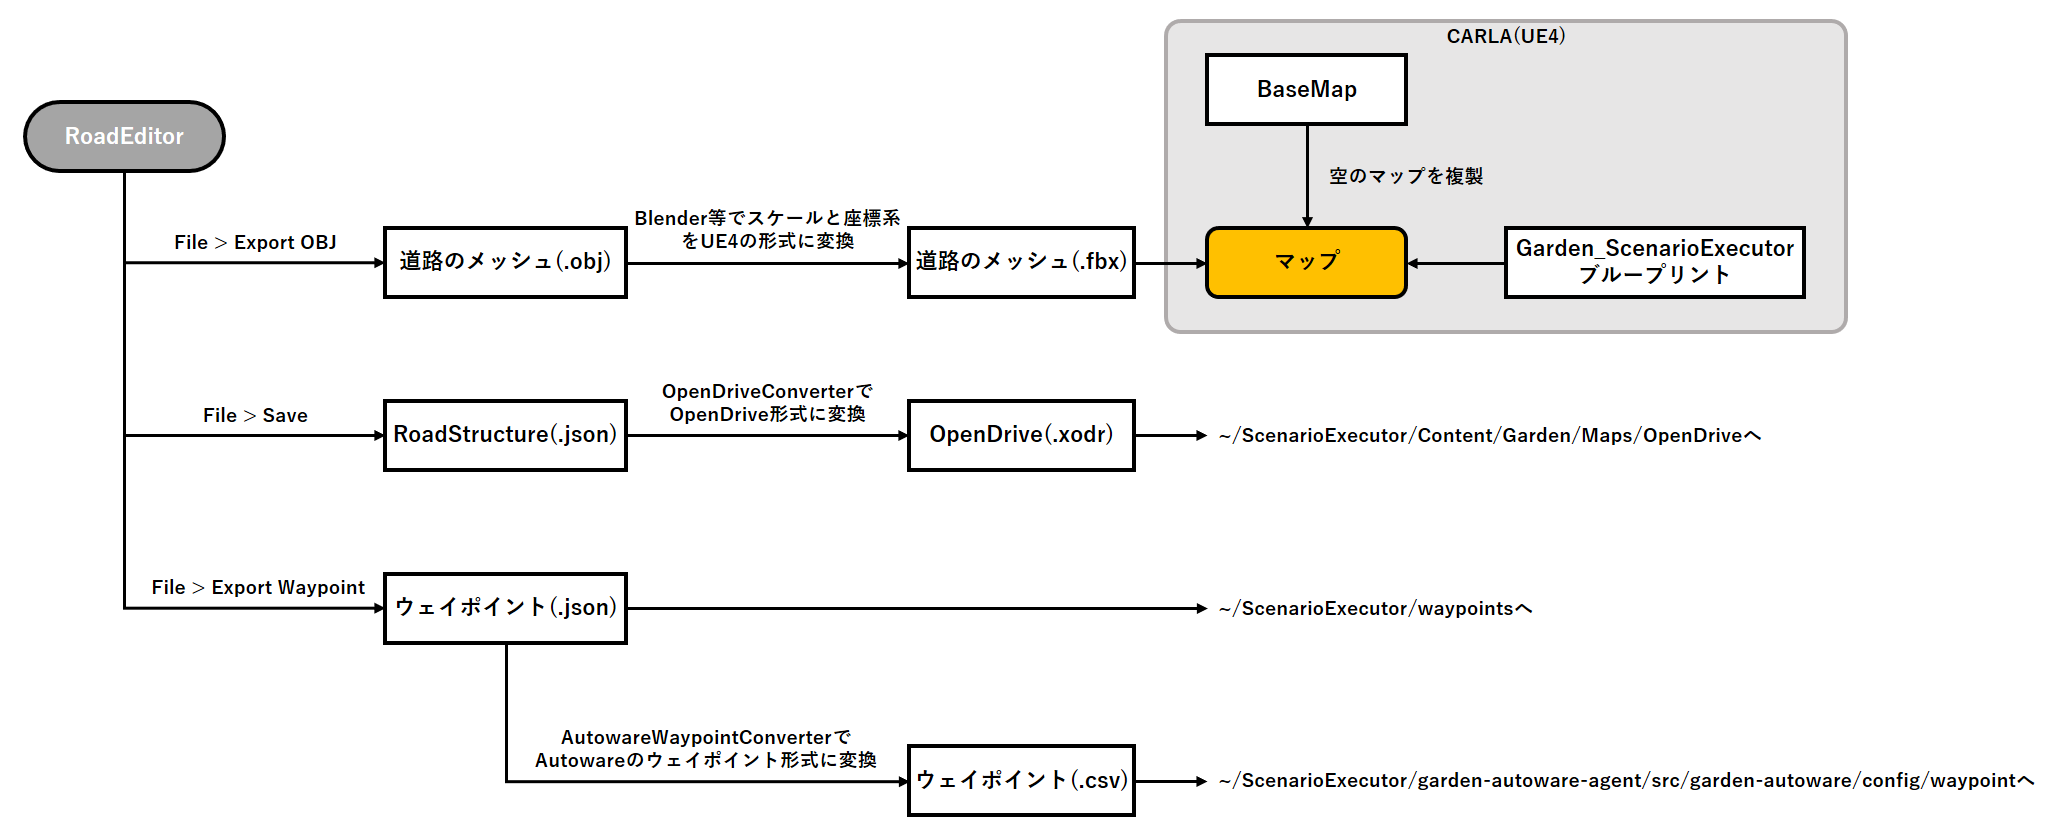 CARLA(UE4)
BaseMap
RoadEditor
空のマップを複製
File > Export OBJ
道路のメッシュ(.obj)
Blender等でスケールと座標系
をUE4の形式に変換
道路のメッシュ(.fbx)
マップ
Garden_ScenarioExecutor
ブループリント
File > Save
RoadStructure(.json)
OpenDriveConverterで
OpenDrive形式に変換
OpenDrive(.xodr)
~/ScenarioExecutor/Content/Garden/Maps/OpenDriveへ
File > Export Waypoint
ウェイポイント(.json)
~/ScenarioExecutor/waypointsへ
AutowareWaypointConverterで
Autowareのウェイポイント形式に変換
ウェイポイント(.csv)
~/ScenarioExecutor/garden-autoware-agent/src/garden-autoware/config/waypointへ